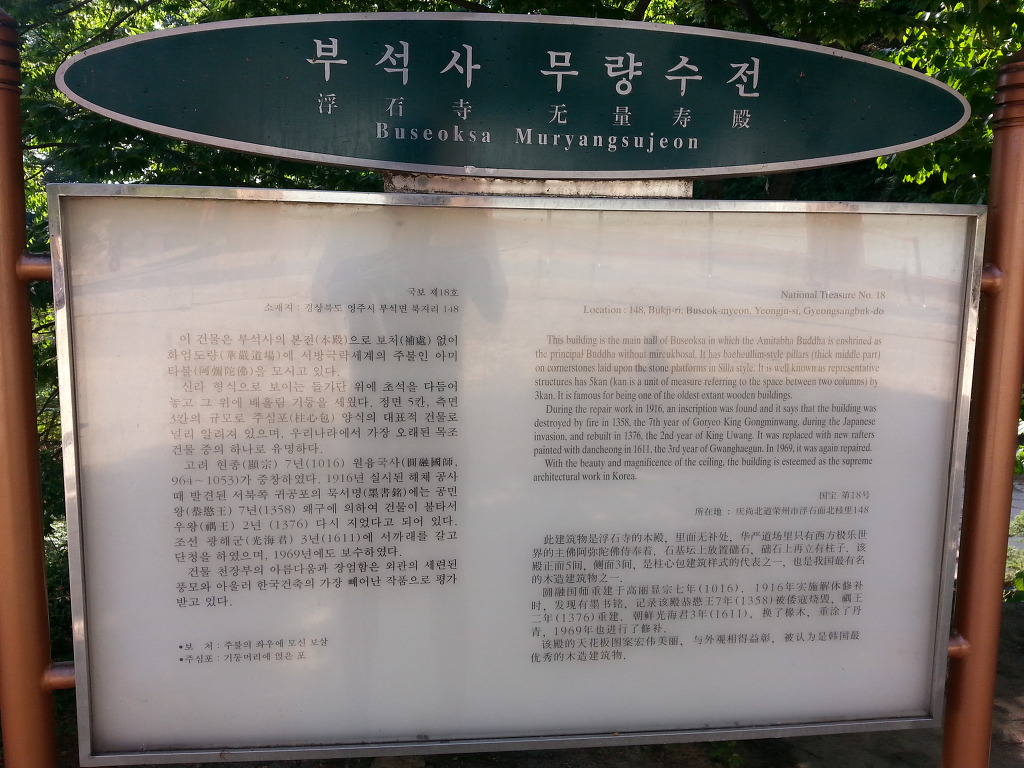 부석사 무량수전
浮石寺 无量寿殿
Buseoksa Muryangsujeon
국보 제18호
소재지 : 경상북도 영주시 부석면 북지리 148
이 건물은 부석사의 본전(本殿)으로 보처(補處) 없이
화엄도량(華嚴道場)에 서방극락세계의 주불인 아미
타불(阿彌陀佛)을 모시고 있다.
신라 형식으로 보이는 돌기단 위에 초석을 다듬어
놓고 그 위에 배흘림 기둥을 세웠다. 정면 5칸, 측면
3칸의 규모로 주심포(柱心包) 양식의 대표적 건물로
널리 알려져 있으며, 우리나라에서 가장 오래된 목조
건물 중의 하나로 유명하다.
고려 현종(顯宗) 7년(1016) 원융국사(圓融國師,
964~1053)가 중창하였다. 1916년 실시된 해체 공사
때 발견된 서북쪽 귀공포의 묵서명(墨書銘)에는 공민
왕(恭愍王) 7년(1358) 왜구에 의하여 건물이 불타서
우왕(禑王) 2년 (1376) 다시 지었다고 되어 있다.
조선 광해군(光海君) 3년(1611)에 서까래를 갈고
단청을 하였으며, 1969년에도 보수하였다.
건물 천장부의 아름다움과 장엄함은 외관의 세련된
풍모와 아울러 한국건축의 가장 빼어난 작품으로 평가
받고 있다.
•보 처 : 주불의 좌우에 모신 보살
•주심포 : 기둥머리에 얹은 포
National Treasure No. 18
Location : 148, Bukji-ri, Buseok-myeon, Yeongju-si, Gyeongsangbuk-do
This building is the main hall of Buseoksa in which the Amitabha Buddha is enshrined as
the principal Buddha without mireukbosal. It has baeheullim-style pillars (thick middle part)
on cornerstones laid upon the stone platforms in Silla style. It is well known as representative
structures has 5kan (kan is a unit of measure referring to the space between two columns) by
3kan. It is famous for being one of the oldest extant wooden buildings.
During the repair work in 1916, an inscription was found and it says that the building was
destroyed by fire in 1358, the 7th year of Goryeo King Gongminwang, during the Japanese
invasion, and rebuilt in 1376, the 2nd year of King Uwang. It was replaced with new rafters
painted with dancheong in 1611, the 3rd year of Gwanghaegun. In 1969, it was again repaired.
With the beauty and magnificence of the ceiling, the building is esteemed as the supreme
architectural work in Korea.
国宝 第18号
所在地 : 庆尚北道荣州市浮石面北枝里148
此建筑物是浮石寺的本殿，里面无补处，华严道场里只有西方极乐世
界的主佛阿弥陀佛侍奉着，石基坛上放置础石，础石上再立有柱子，该
殿正面5间，侧面3间，是柱心包建筑样式的代表之一，也是我国最有名
的木造建筑物之一.
圆融国师重建于高丽显宗七年(1016)，1916年实施解体修补
时，发现有墨书铭，记录该殿恭愍王7年(1358)被倭寇烧毁，禑王
二年(1376)重建. 朝鲜光海君3年(1611)，换了橡木，重涂了丹
青，1969年也进行了修补.
该殿的天花板图案宏伟美丽，与外观相得益彰，被认为是韩国最
优秀的木造建筑物.